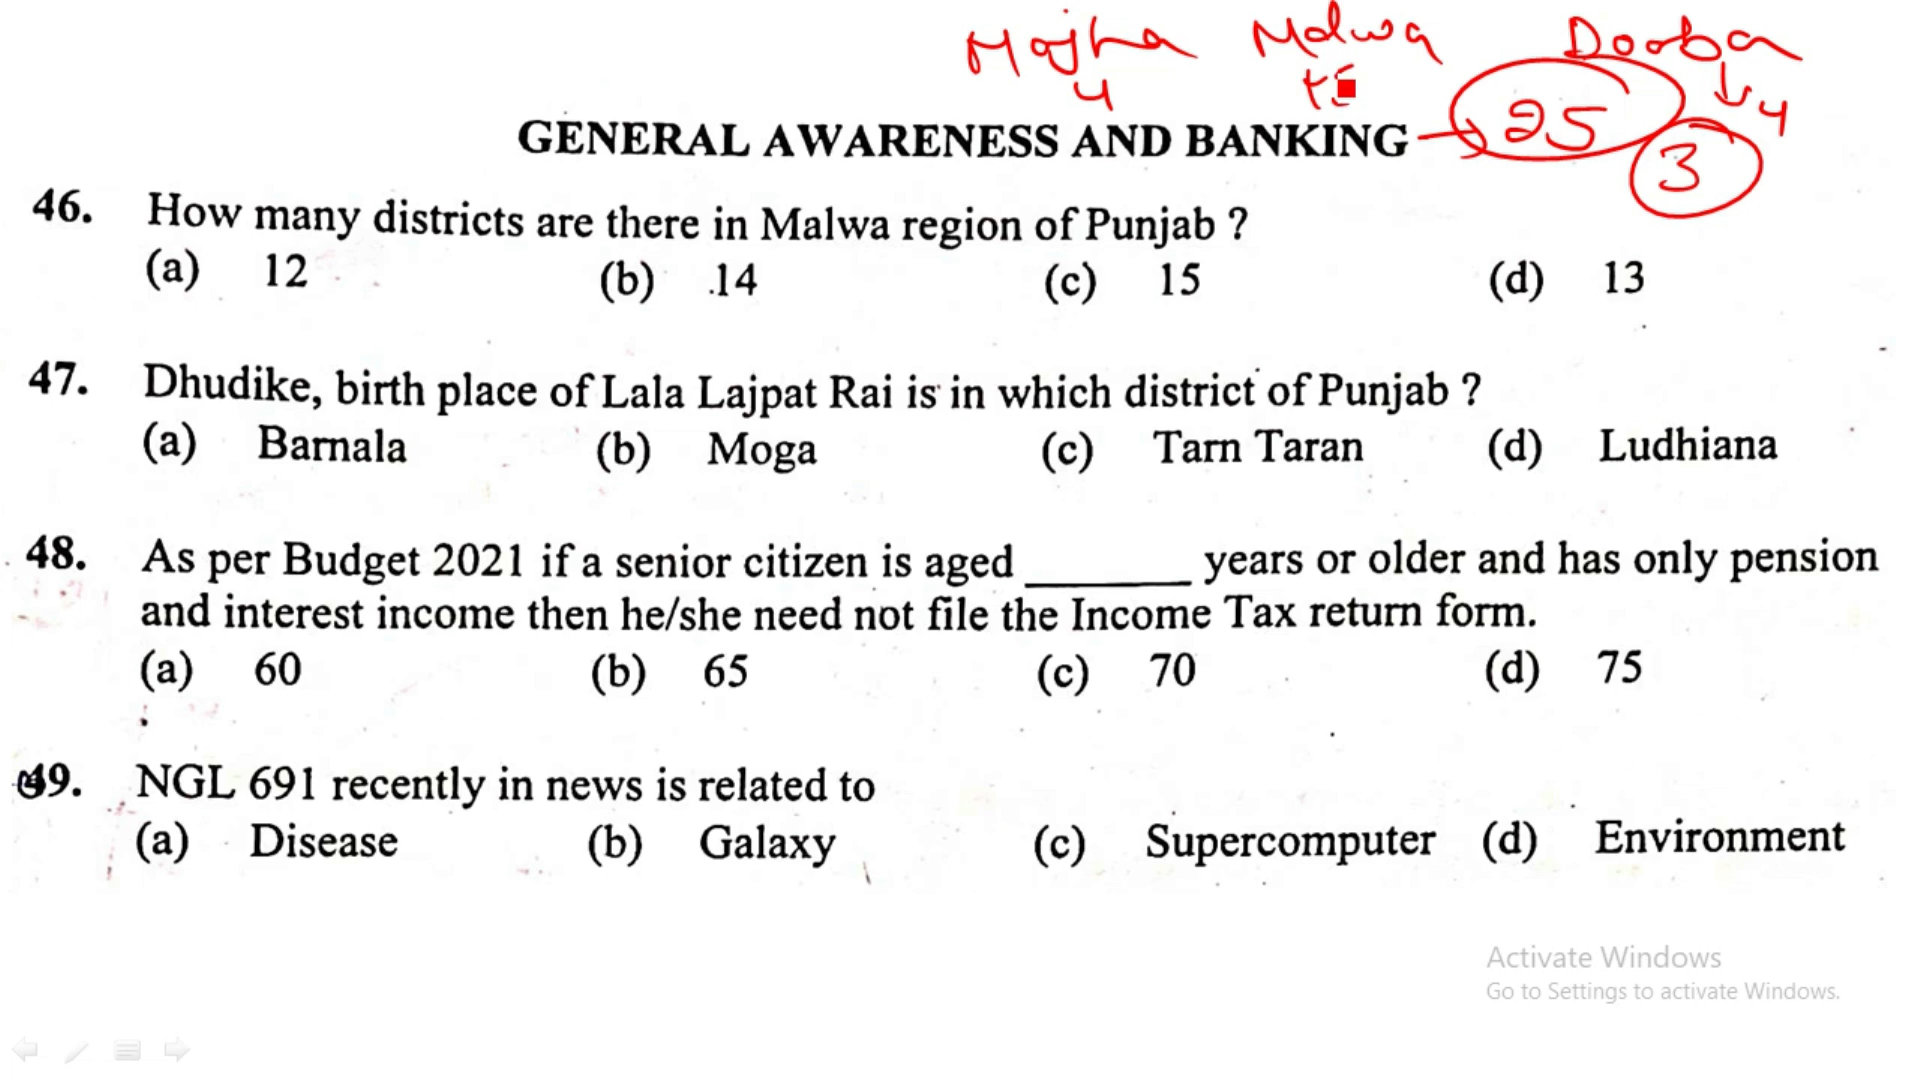 Majha Malwa Dooba
4 15 4
GENERAL AWARENESS AND BANKING → 25
3
46. How many districts are there in Malwa region of Punjab ?
(a) 12 (b) 14 (c) 15 (d) 13
47. Dhudike, birth place of Lala Lajpat Rai is in which district of Punjab ?
(a) Barnala (b) Moga (c) Tarn Taran (d) Ludhiana
48. As per Budget 2021 if a senior citizen is aged ________ years or older and has only pension
and interest income then he/she need not file the Income Tax return form.
(a) 60 (b) 65 (c) 70 (d) 75
49. NGL 691 recently in news is related to
(a) Disease (b) Galaxy (c) Supercomputer (d) Environment
Activate Windows
Go to Settings to activate Windows.